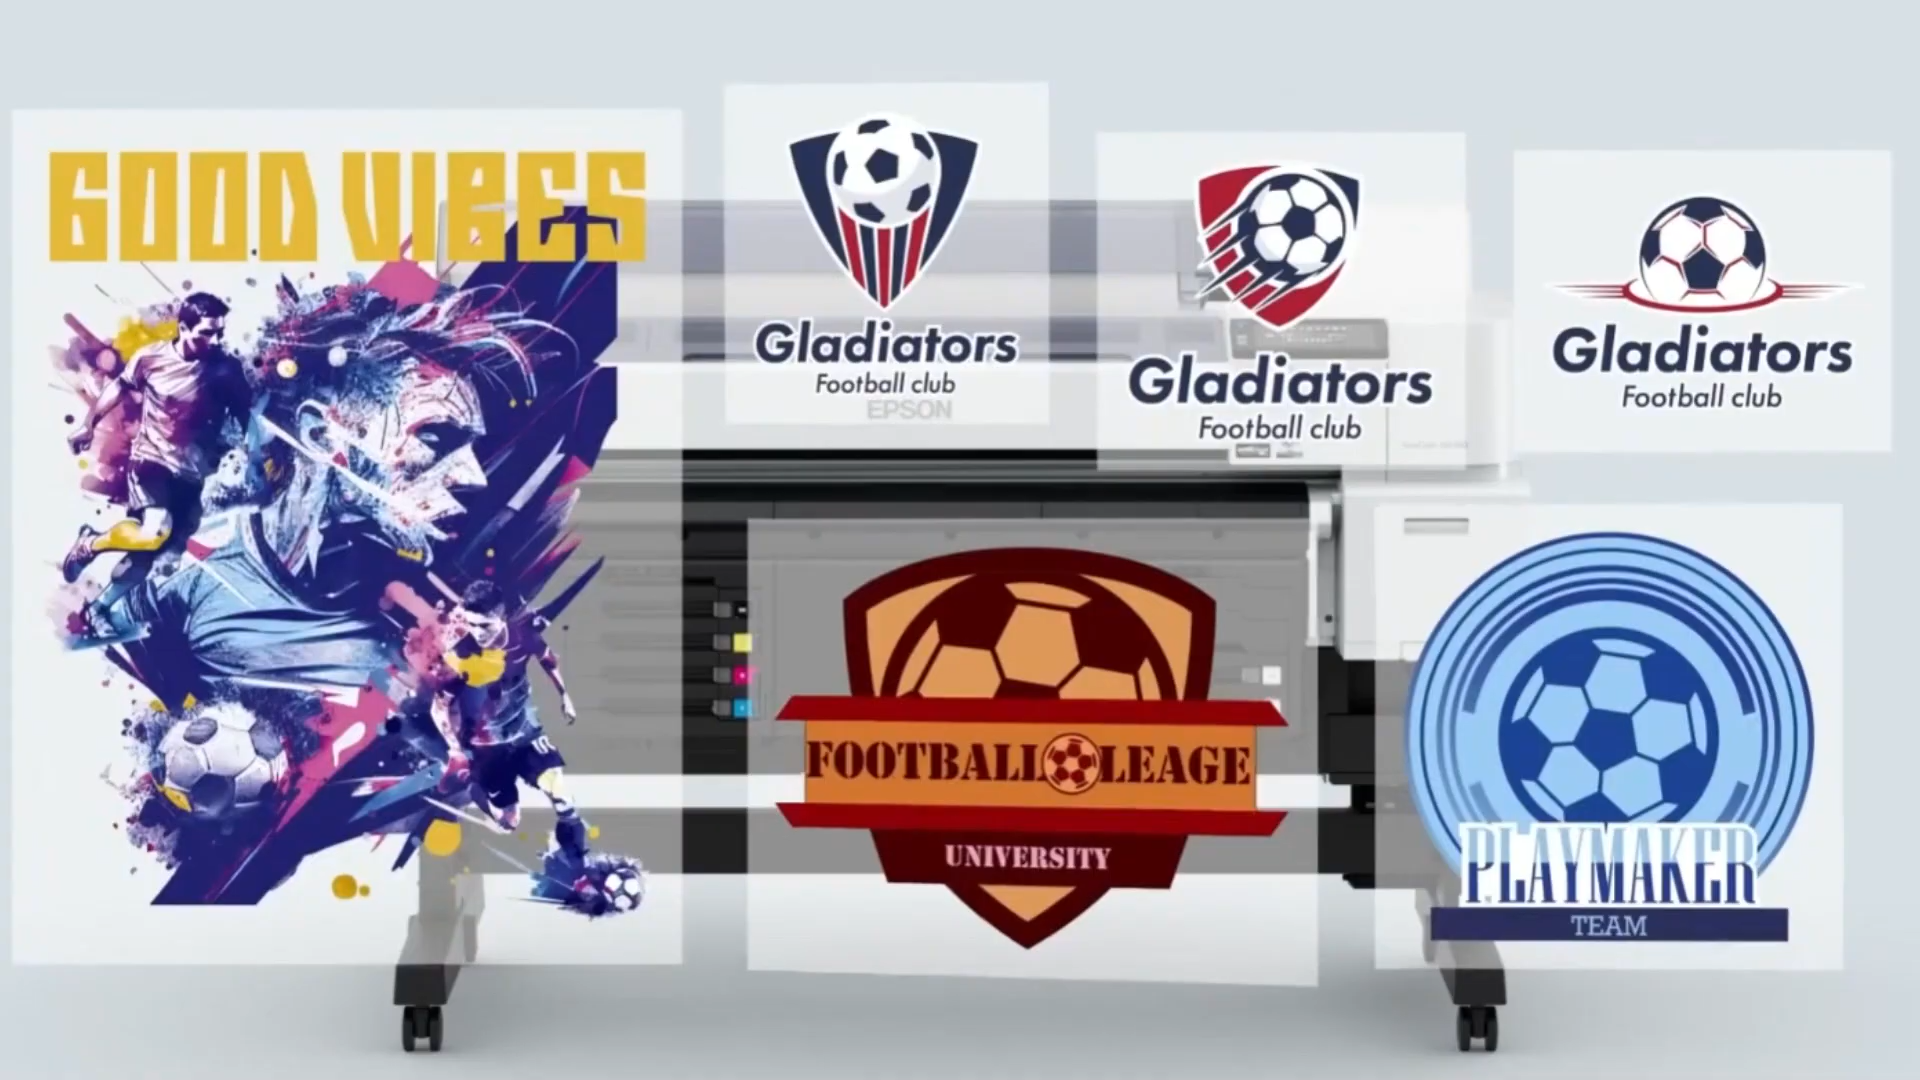 GOOD VIBES
Gladiators
Football club
EPSON
Gladiators
Football club
Gladiators
Football club
FOOTBALL LEAGE
UNIVERSITY
PLAYMAKER
TEAM